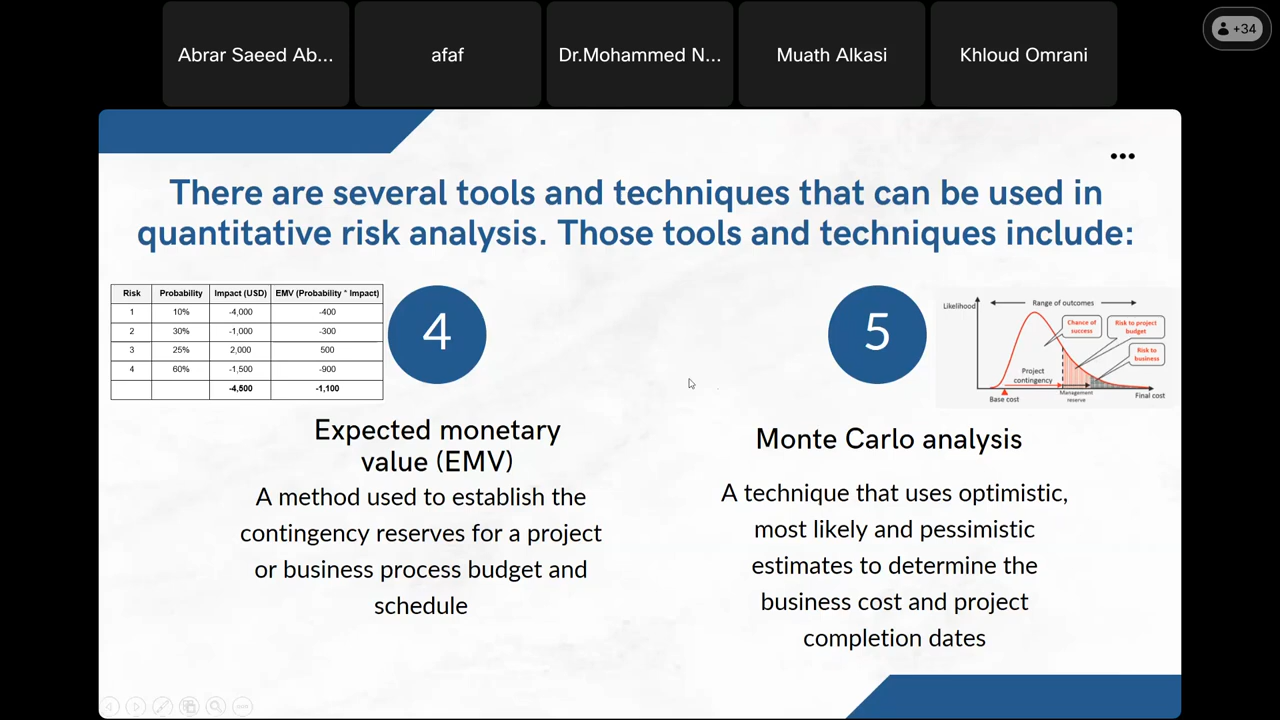 Abrar Saeed Ab...
afaf
Dr.Mohammed N...
Muath Alkasi
Khloud Omrani
+34
There are several tools and techniques that can be used in
quantitative risk analysis. Those tools and techniques include:
Risk Probability Impact (USD) EMV (Probability * Impact)
1 10% -4,000 -400
2 30% -1,000 -300
3 25% 2,000 500
4 60% -1,500 -900
-4,500 -1,100
4
Expected monetary
value (EMV)
A method used to establish the
contingency reserves for a project
or business process budget and
schedule
5
Likelihood
Range of outcomes
Chance of
success
Risk to project
budget
Risk to
business
Project
contingency
Base cost
Management
reserve
Final cost
Monte Carlo analysis
A technique that uses optimistic,
most likely and pessimistic
estimates to determine the
business cost and project
completion dates